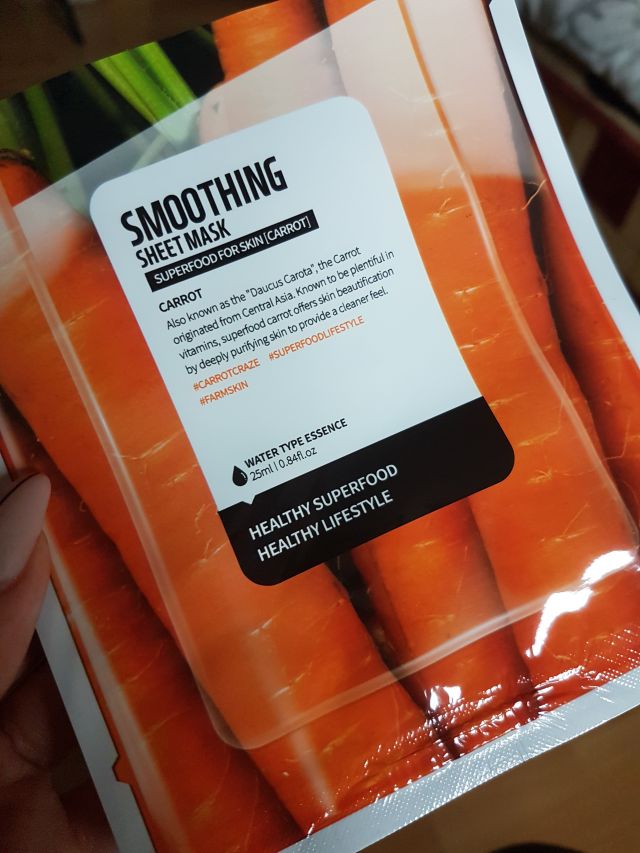 SMOOTHING
SHEET MASK
SUPERFOOD FOR SKIN [CARROT]
CARROT
Also known as the "Daucus Carota", the Carrot
originated from Central Asia. Known to be plentiful in
vitamins, superfood carrot offers skin beautification
by deeply purifying skin to provide a cleaner feel.
#CARROTCRAZE #SUPERFOODLIFESTYLE
#FARMSKIN
WATER TYPE ESSENCE
25ml | 0.84fl.oz
HEALTHY SUPERFOOD
HEALTHY LIFESTYLE